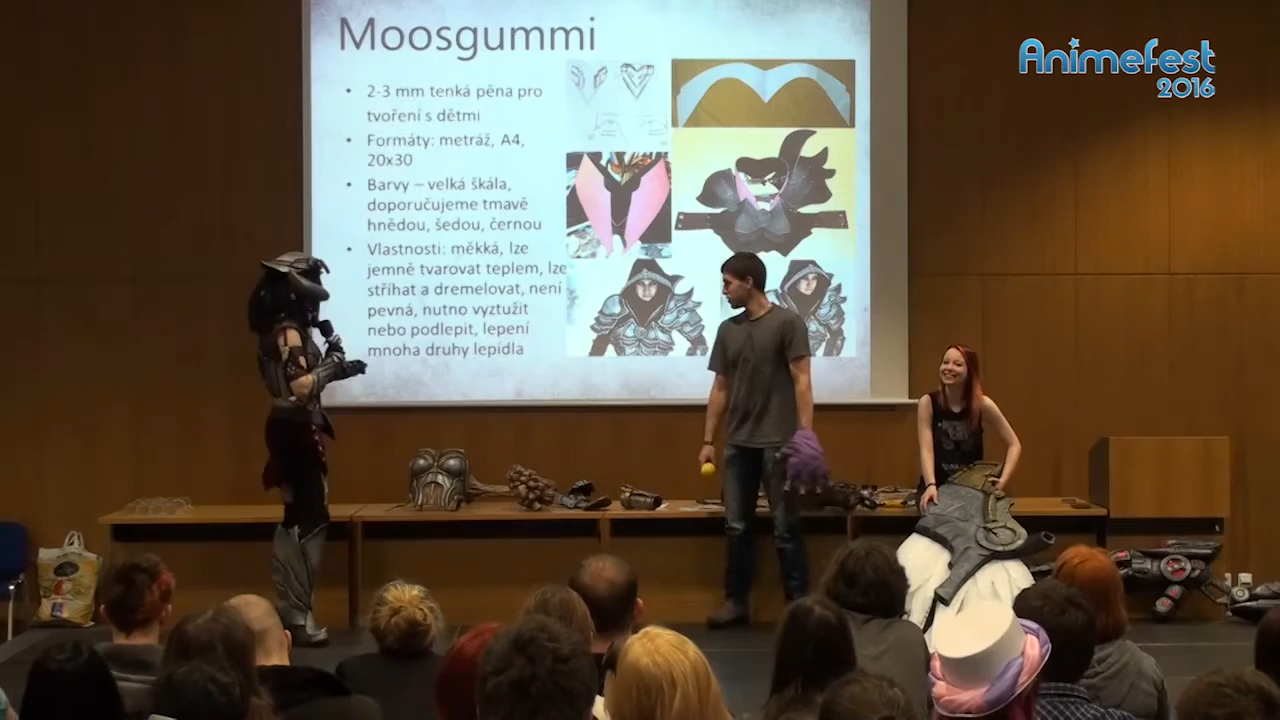 Moosgummi
AnimeFest
2016
• 2-3 mm tenká pěna pro
tvoření s dětmi
• Formáty: metráž, A4,
20x30
• Barvy – velká škála,
doporučujeme tmavě
hnědou, šedou, černou
• Vlastnosti: měkká, lze
jemně tvarovat teplem, lze
stříhat a dremelovat, není
pevná, nutno vyztužit
nebo podlepit, lepení
mnoha druhy lepidla